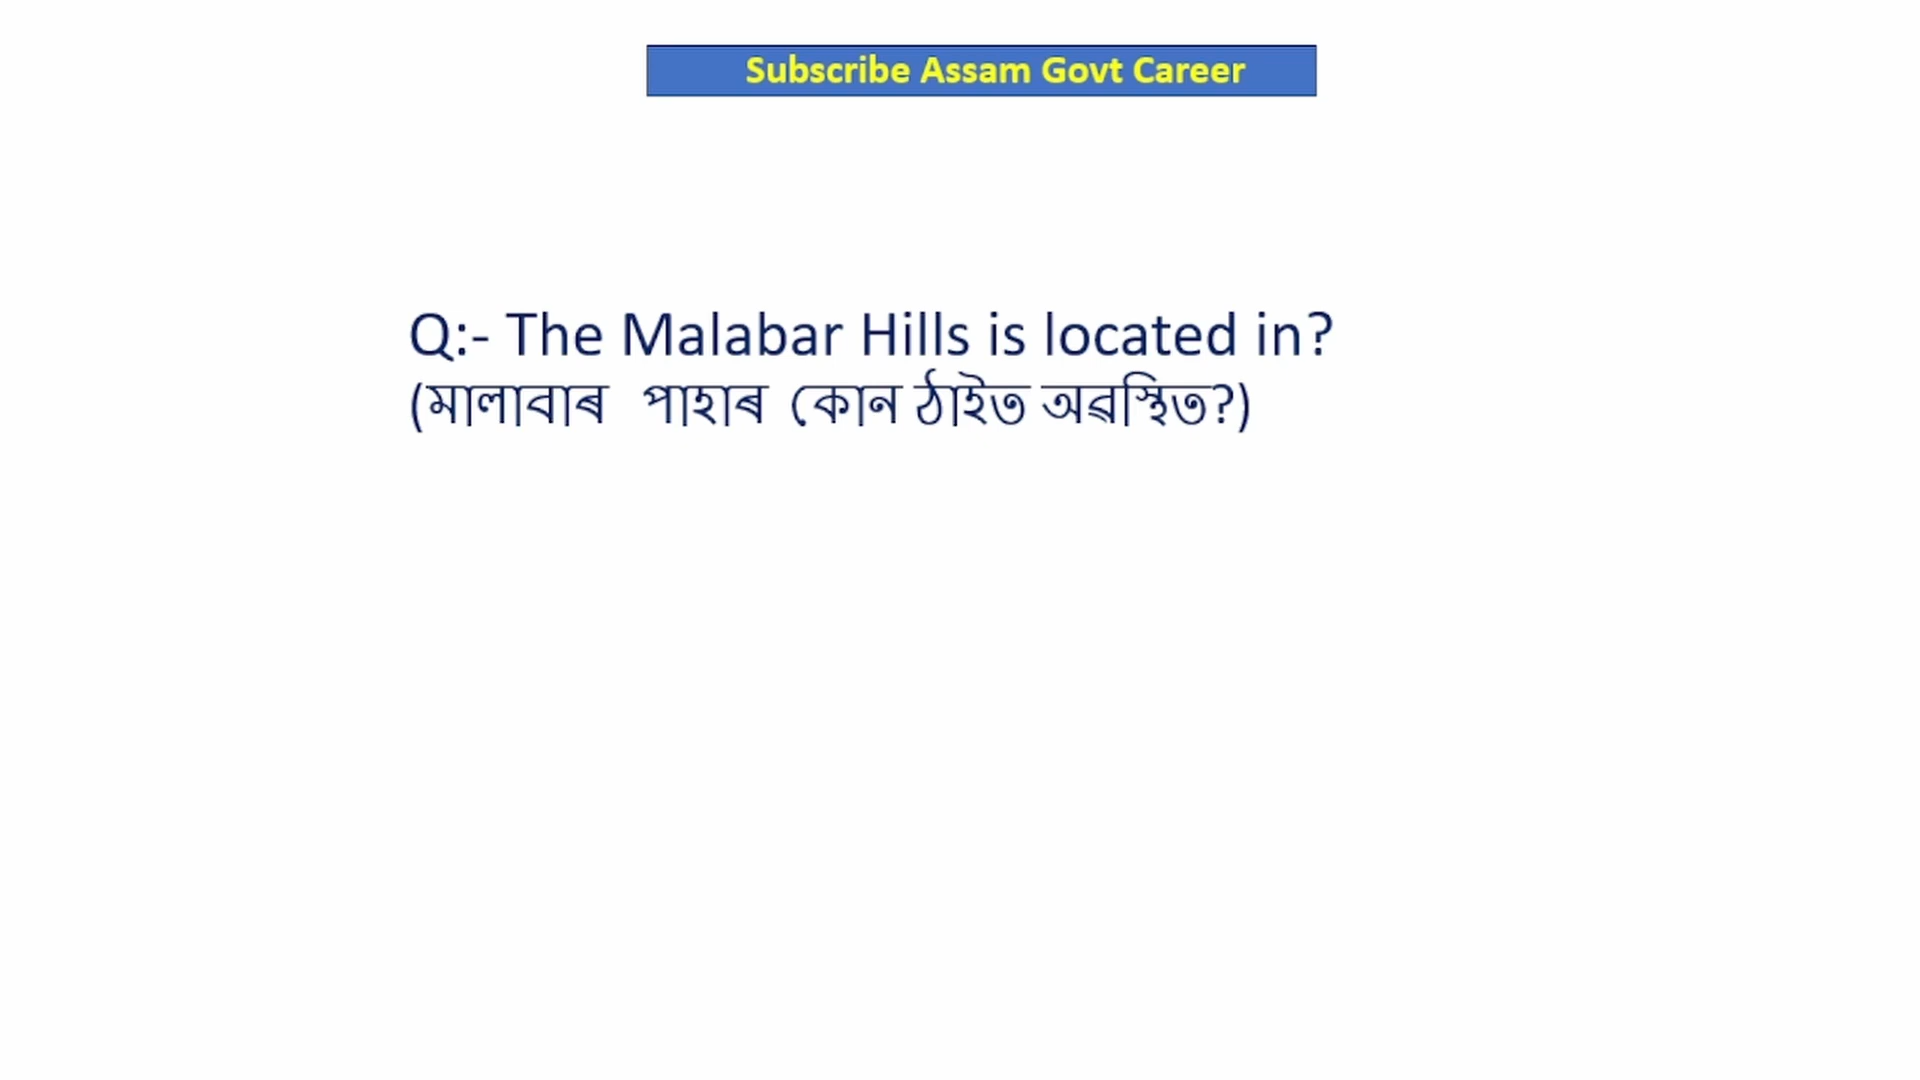 Subscribe Assam Govt Career
Q:- The Malabar Hills is located in?
(মালাবাৰ পাহাৰ কোন ঠাইত অৱস্থিত?)